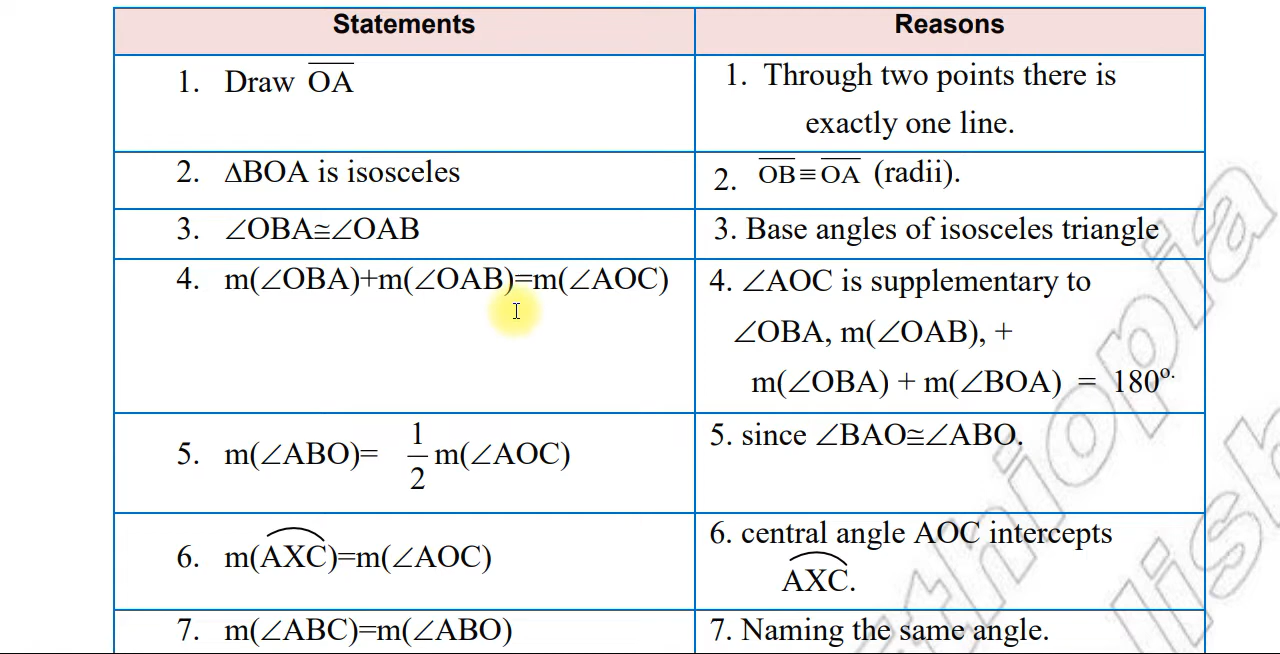 Statements Reasons
1. Draw OA
1. Through two points there is
exactly one line.
2. ΔBOA is isosceles
2. OB≡OA (radii).
3. ∠OBA≅∠OAB
3. Base angles of isosceles triangle
4. m(∠OBA)+m(∠OAB)=m(∠AOC)
4. ∠AOC is supplementary to
∠OBA, m(∠OAB), +
m(∠OBA) + m(∠BOA) = 180º.
5. m(∠ABO)= 1/2 m(∠AOC)
5. since ∠BAO≅∠ABO.
6. m(AXC)=m(∠AOC)
6. central angle AOC intercepts
AXC.
7. m(∠ABC)=m(∠ABO)
7. Naming the same angle.